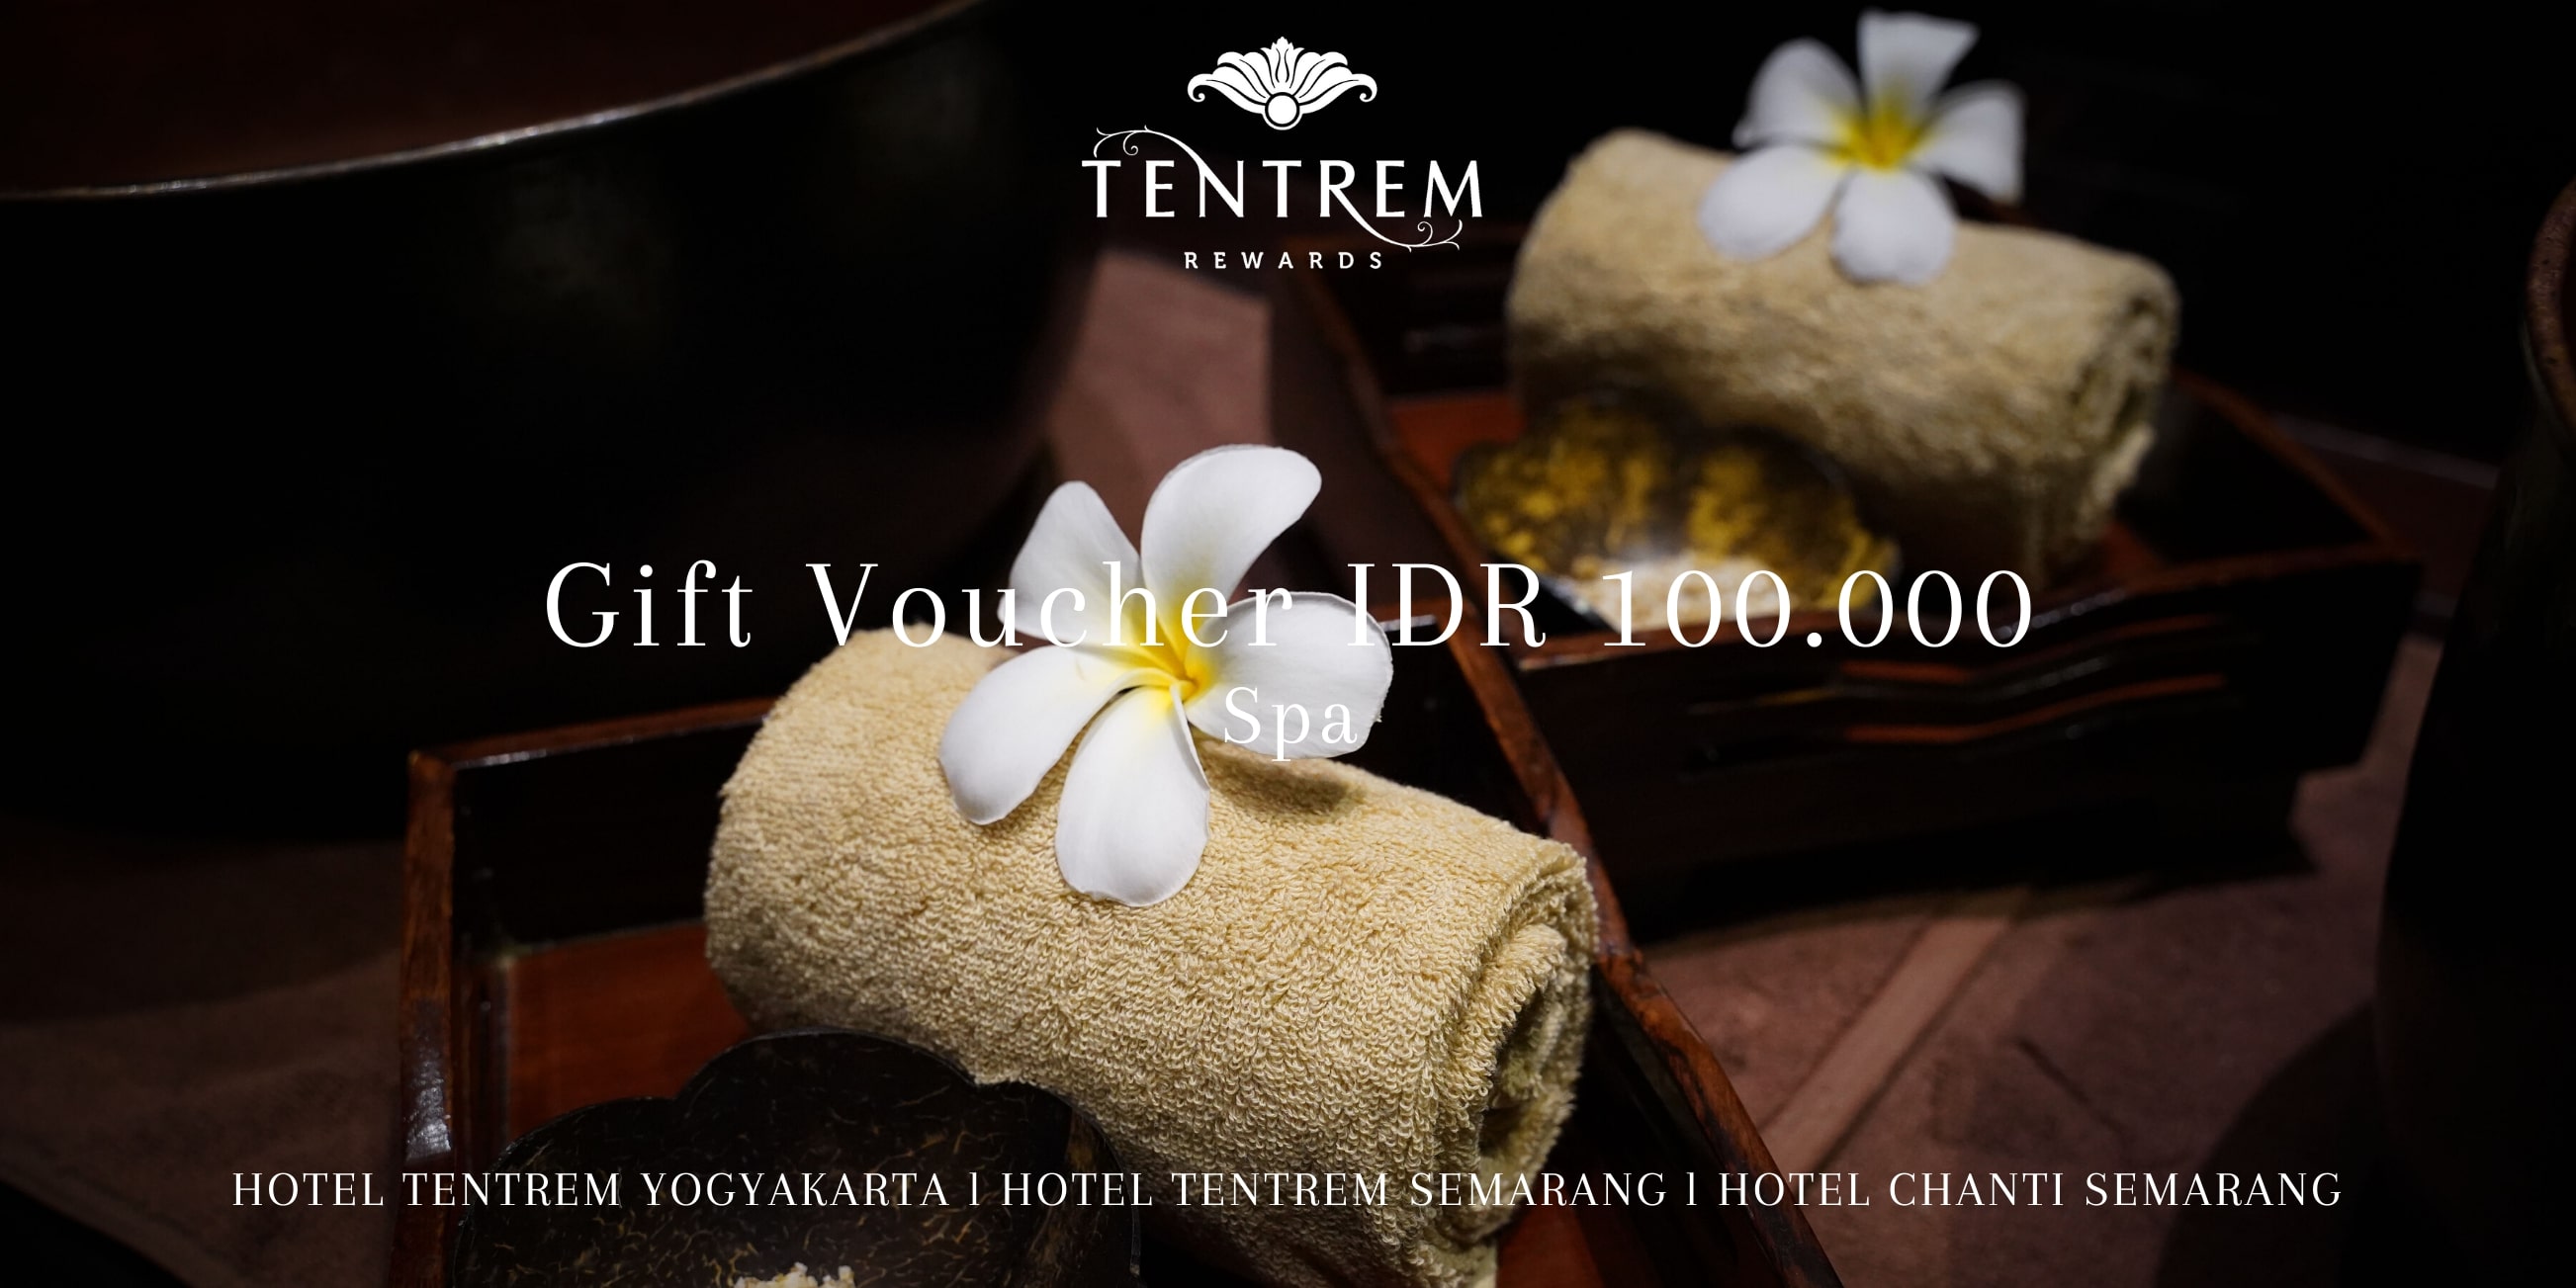 TENTREM
REWARDS
Gift Voucher IDR 100.000
Spa
HOTEL TENTREM YOGYAKARTA l HOTEL TENTREM SEMARANG l HOTEL CHANTI SEMARANG